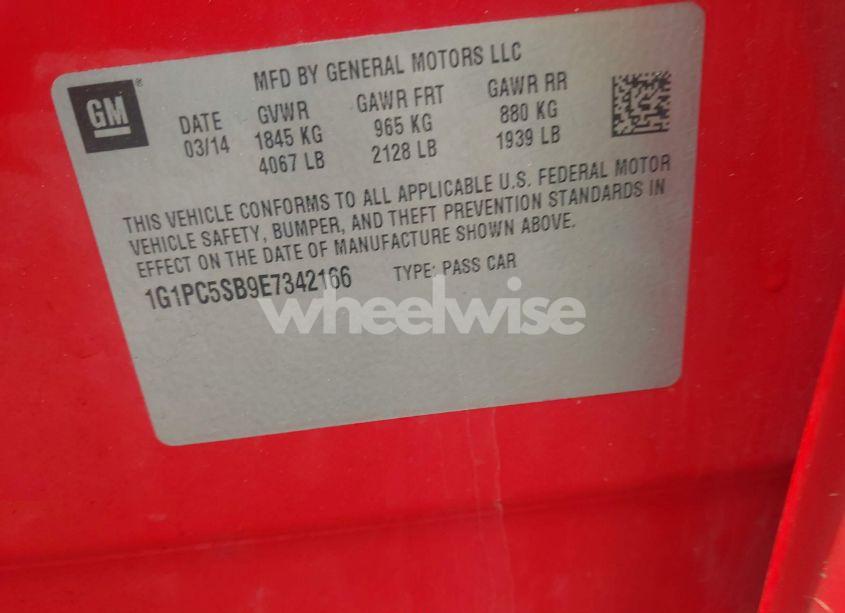 GM
®
MFD BY GENERAL MOTORS LLC
DATE GVWR GAWR FRT GAWR RR
03/14 1845 KG 965 KG 880 KG
4067 LB 2128 LB 1939 LB
THIS VEHICLE CONFORMS TO ALL APPLICABLE U.S. FEDERAL MOTOR
VEHICLE SAFETY, BUMPER, AND THEFT PREVENTION STANDARDS IN
EFFECT ON THE DATE OF MANUFACTURE SHOWN ABOVE.
1G1PC5SB9E7342166 TYPE: PASS CAR
wheelwise